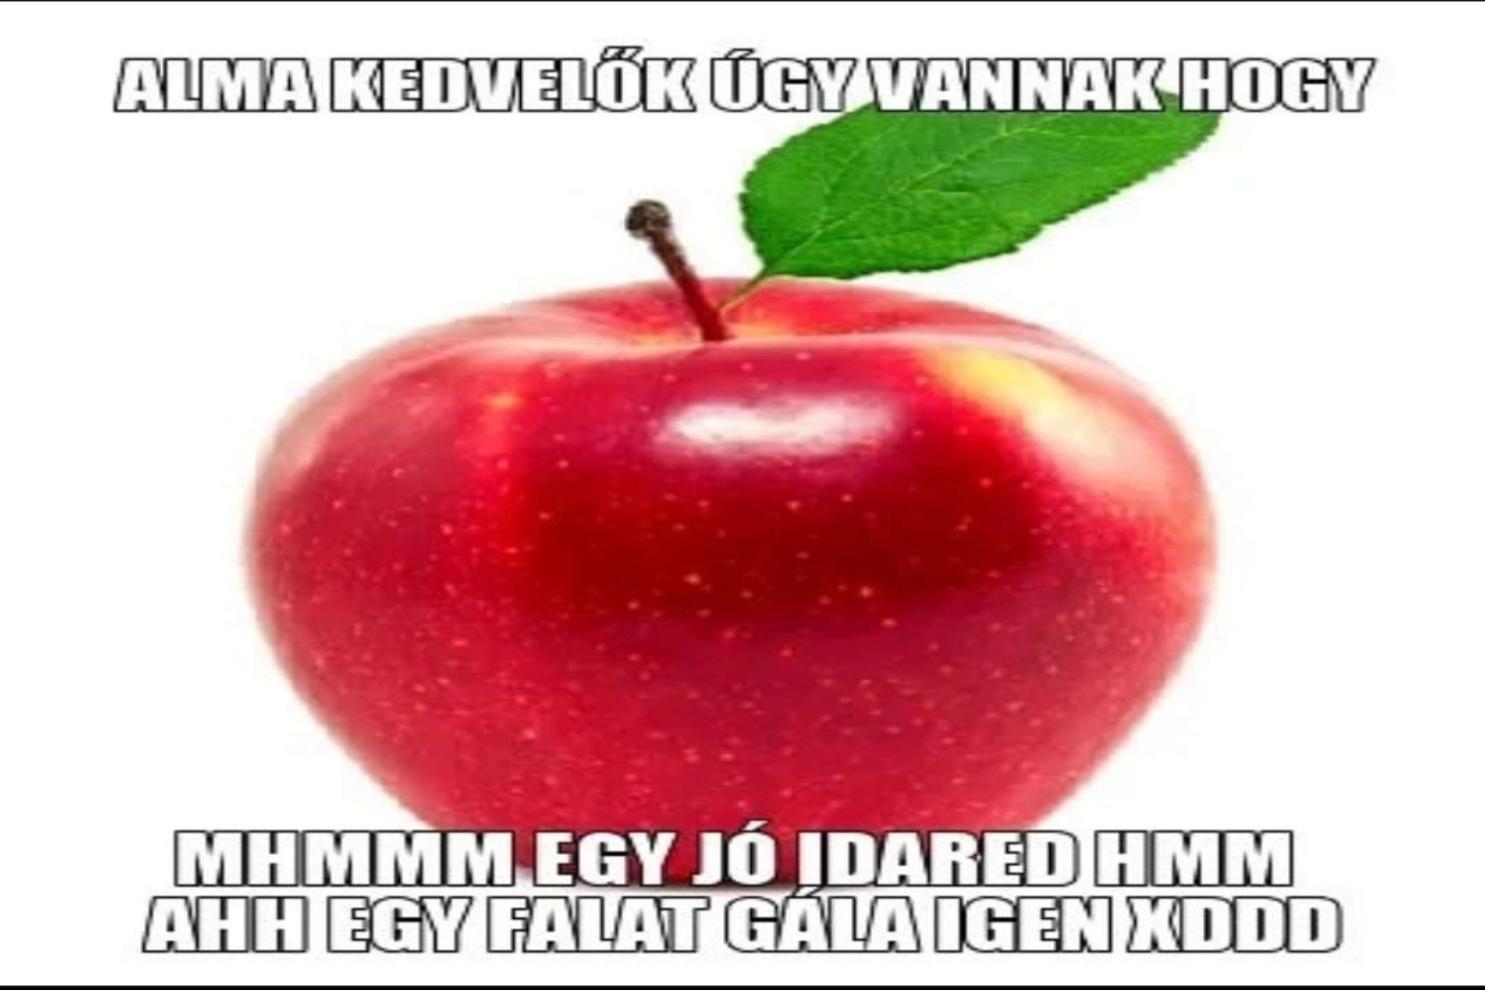 ALMA KEDVELŐK ÚGY VANNAK HOGY
MHMMM EGY JÓ IDARED HMM
AHH EGY FALAT GÁLA IGEN XDDD